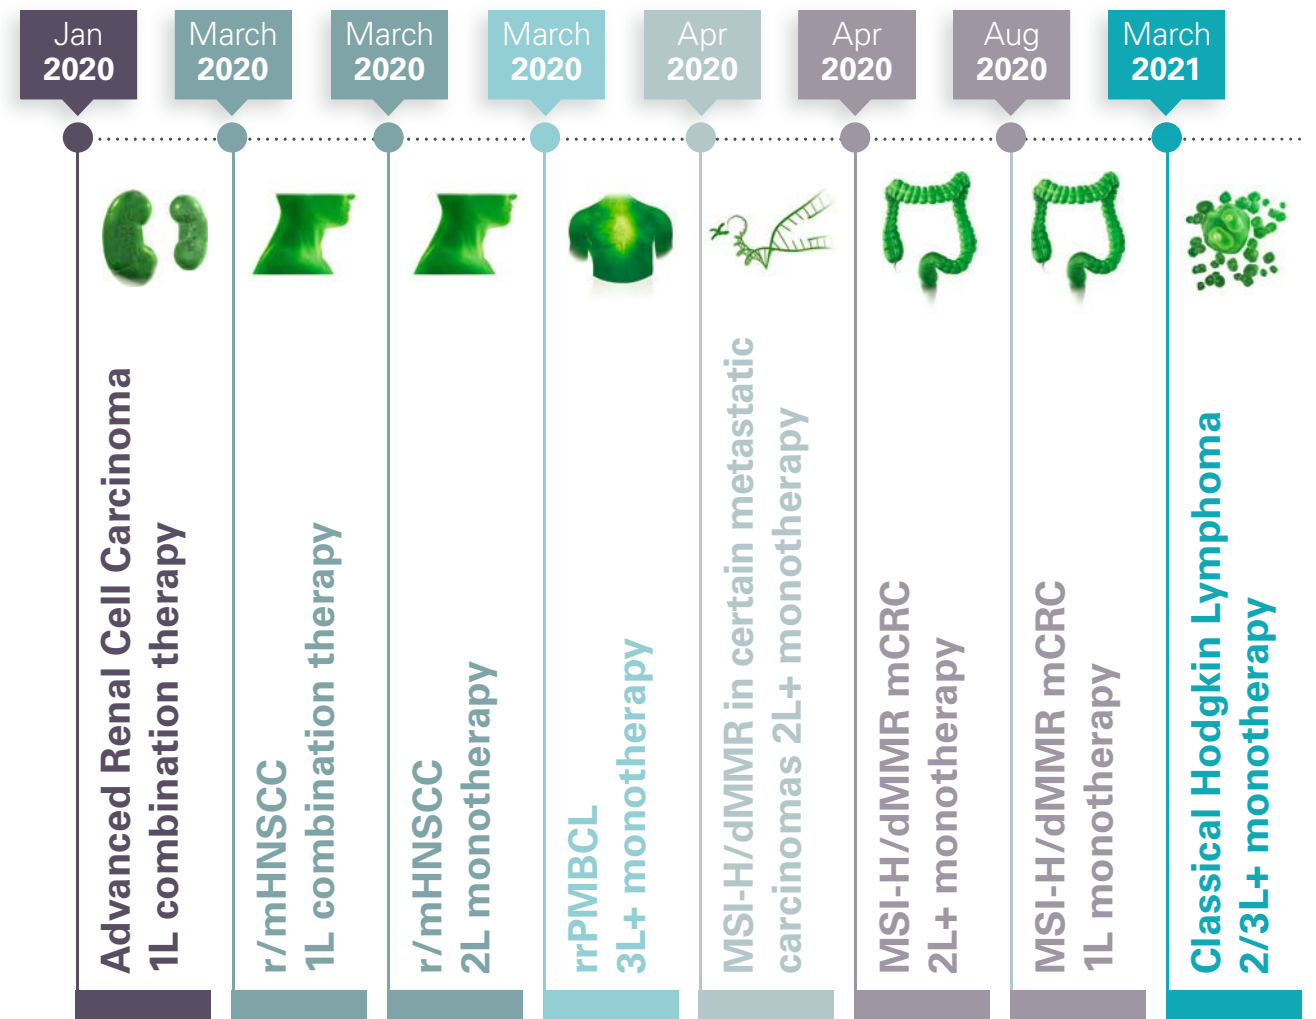 Jan
2020
March
2020
March
2020
March
2020
Apr
2020
Apr
2020
Aug
2020
March
2021
Advanced Renal Cell Carcinoma
1L combination therapy
r/mHNSCC
1L combination therapy
r/mHNSCC
2L monotherapy
rrPMBCL
3L+ monotherapy
MSI-H/dMMR in certain metastatic
carcinomas 2L+ monotherapy
MSI-H/dMMR mCRC
2L+ monotherapy
MSI-H/dMMR mCRC
1L monotherapy
Classical Hodgkin Lymphoma
2/3L+ monotherapy